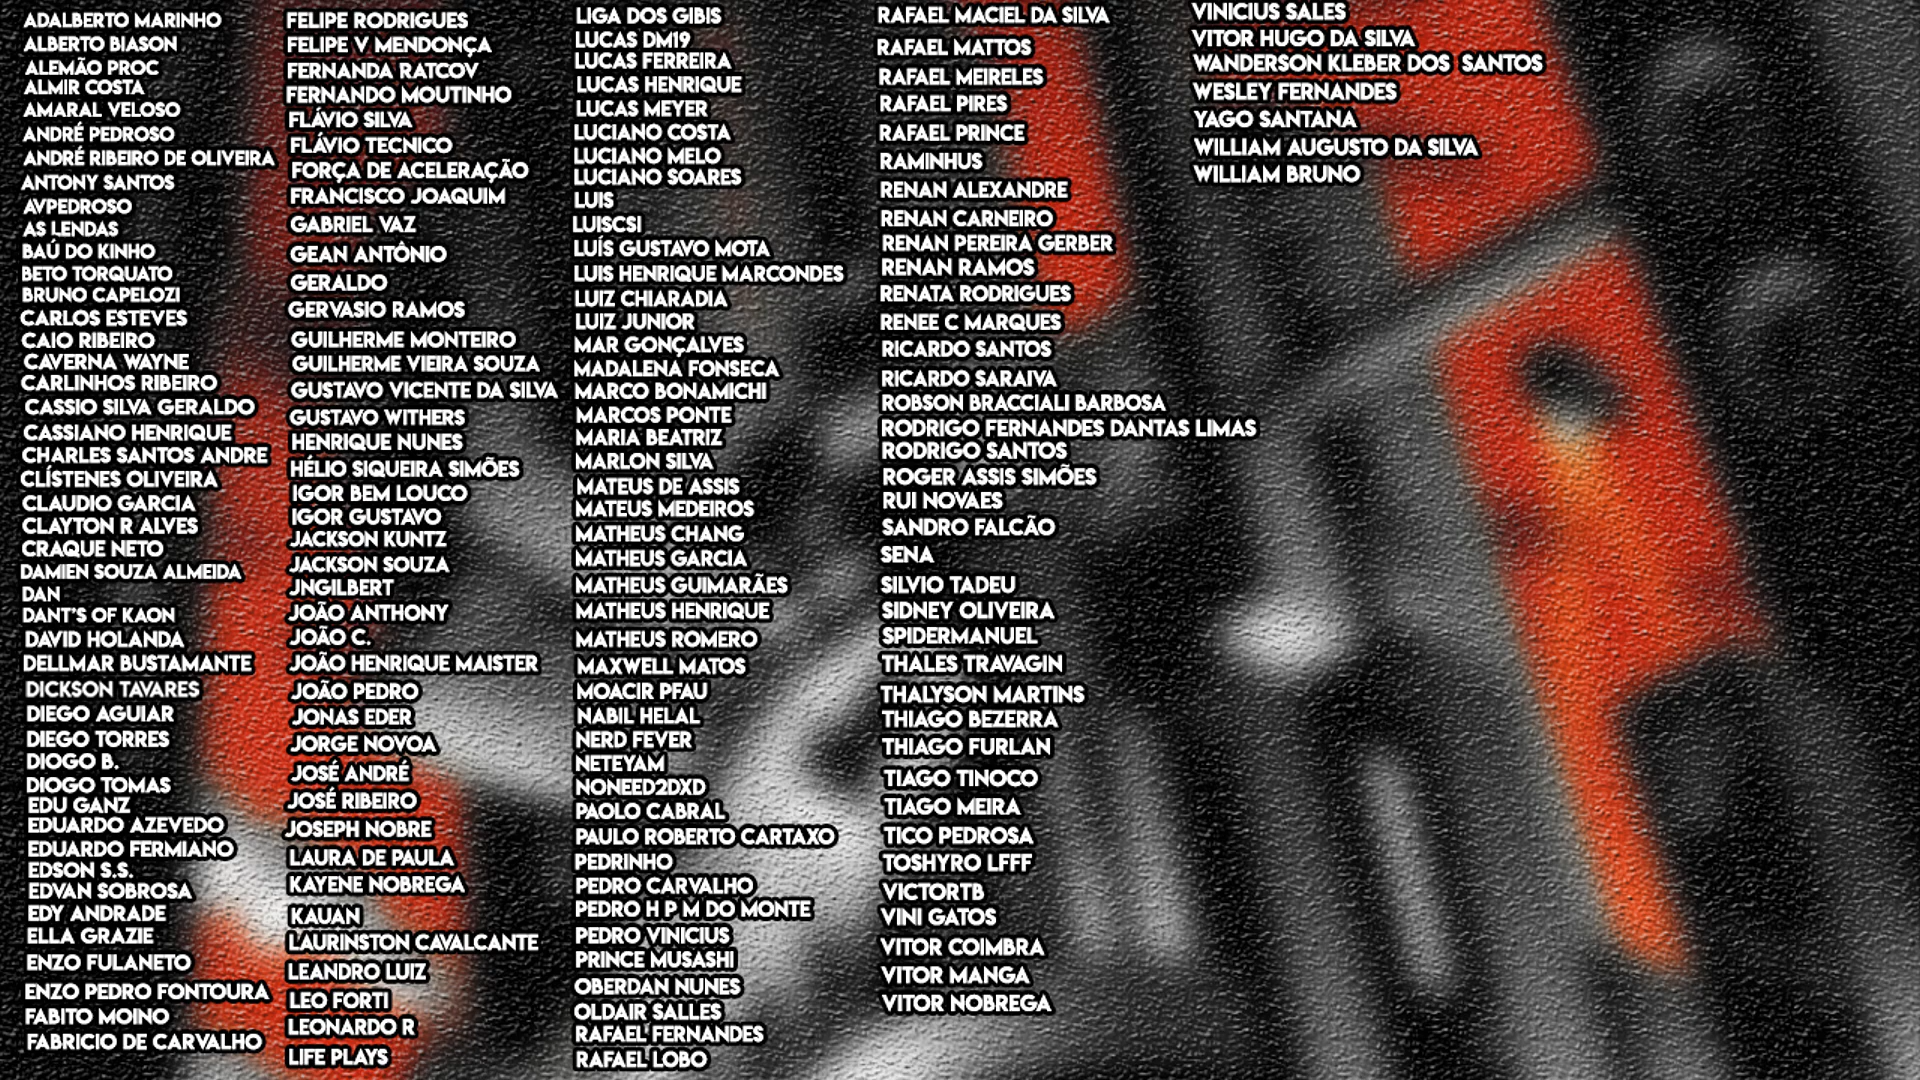 ADALBERTO MARINHO
ALBERTO BIASON
ALEMÃO PROC
ALMIR COSTA
AMARAL VELOSO
ANDRÉ PEDROSO
ANDRÉ RIBEIRO DE OLIVEIRA
ANTONY SANTOS
AVPEDROSO
AS LENDAS
BAÚ DO KINHO
BETO TORQUATO
BRUNO CAPELOZI
CARLOS ESTEVES
CAIO RIBEIRO
CAVERNA WAYNE
CARLINHOS RIBEIRO
CASSIO SILVA GERALDO
CASSIANO HENRIQUE
CHARLES SANTOS ANDRE
CLÍSTENES OLIVEIRA
CLAUDIO GARCIA
CLAYTON R ALVES
CRAQUE NETO
DAMIEN SOUZA ALMEIDA
DAN
DANT'S OF KAON
DAVID HOLANDA
DELLMAR BUSTAMANTE
DICKSON TAVARES
DIEGO AGUIAR
DIEGO TORRES
DIOGO B.
DIOGO TOMAS
EDU GANZ
EDUARDO AZEVEDO
EDUARDO FERMIANO
EDSON S.S.
EDVAN SOBROSA
EDY ANDRADE
ELLA GRAZIE
ENZO FULANETO
ENZO PEDRO FONTOURA
FABITO MOINO
FABRICIO DE CARVALHO
FELIPE RODRIGUES
FELIPE V MENDONÇA
FERNANDA RATCOV
FERNANDO MOUTINHO
FLÁVIO SILVA
FLÁVIO TECNICO
FORÇA DE ACELERAÇÃO
FRANCISCO JOAQUIM
GABRIEL VAZ
GEAN ANTÔNIO
GERALDO
GERVASIO RAMOS
GUILHERME MONTEIRO
GUILHERME VIEIRA SOUZA
GUSTAVO VICENTE DA SILVA
GUSTAVO WITHERS
HENRIQUE NUNES
HÉLIO SIQUEIRA SIMÕES
IGOR BEM LOUCO
IGOR GUSTAVO
JACKSON KUNTZ
JACKSON SOUZA
JNGILBERT
JOÃO ANTHONY
JOÃO C.
JOÃO HENRIQUE MAISTER
JOÃO PEDRO
JONAS EDER
JORGE NOVOA
JOSÉ ANDRÉ
JOSÉ RIBEIRO
JOSEPH NOBRE
LAURA DE PAULA
KAYENE NOBREGA
KAUAN
LAURINSTON CAVALCANTE
LEANDRO LUIZ
LEO FORTI
LEONARDO R
LIFE PLAYS
LIGA DOS GIBIS
LUCAS DM19
LUCAS FERREIRA
LUCAS HENRIQUE
LUCAS MEYER
LUCIANO COSTA
LUCIANO MELO
LUCIANO SOARES
LUIS
LUISCSI
LUÍS GUSTAVO MOTA
LUIS HENRIQUE MARCONDES
LUIZ CHIARADIA
LUIZ JUNIOR
MAR GONÇALVES
MADALENA FONSECA
MARCO BONAMICHI
MARCOS PONTE
MARIA BEATRIZ
MARLON SILVA
MATEUS DE ASSIS
MATEUS MEDEIROS
MATHEUS CHANG
MATHEUS GARCIA
MATHEUS GUIMARÃES
MATHEUS HENRIQUE
MATHEUS ROMERO
MAXWELL MATOS
MOACIR PFAU
NABIL HELAL
NERD FEVER
NETEYAM
NONEED2DXD
PAOLO CABRAL
PAULO ROBERTO CARTAXO
PEDRINHO
PEDRO CARVALHO
PEDRO H P M DO MONTE
PEDRO VINICIUS
PRINCE MUSASHI
OBERDAN NUNES
OLDAIR SALLES
RAFAEL FERNANDES
RAFAEL LOBO
RAFAEL MACIEL DA SILVA
RAFAEL MATTOS
RAFAEL MEIRELES
RAFAEL PIRES
RAFAEL PRINCE
RAMINHUS
RENAN ALEXANDRE
RENAN CARNEIRO
RENAN PEREIRA GERBER
RENAN RAMOS
RENATA RODRIGUES
RENEE C MARQUES
RICARDO SANTOS
RICARDO SARAIVA
ROBSON BRACCIALI BARBOSA
RODRIGO FERNANDES DANTAS LIMAS
RODRIGO SANTOS
ROGER ASSIS SIMÕES
RUI NOVAES
SANDRO FALCÃO
SENA
SILVIO TADEU
SIDNEY OLIVEIRA
SPIDERMANUEL
THALES TRAVAGIN
THALYSON MARTINS
THIAGO BEZERRA
THIAGO FURLAN
TIAGO TINOCO
TIAGO MEIRA
TICO PEDROSA
TOSHYRO LFFF
VICTORTB
VINI GATOS
VITOR COIMBRA
VITOR MANGA
VITOR NOBREGA
VINICIUS SALES
VITOR HUGO DA SILVA
WANDERSON KLEBER DOS  SANTOS
WESLEY FERNANDES
YAGO SANTANA
WILLIAM AUGUSTO DA SILVA
WILLIAM BRUNO